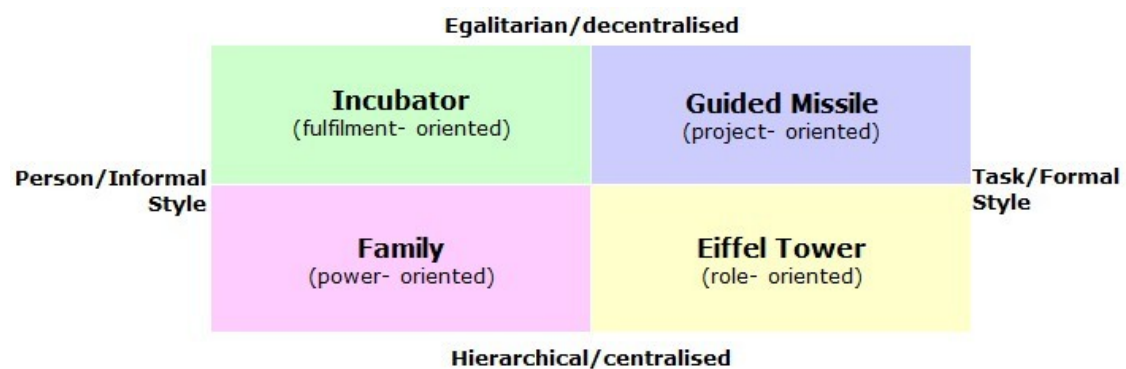 Egalitarian/decentralised
Incubator
(fulfilment- oriented)
Guided Missile
(project- oriented)
Person/Informal
Style
Task/Formal
Style
Family
(power- oriented)
Eiffel Tower
(role- oriented)
Hierarchical/centralised